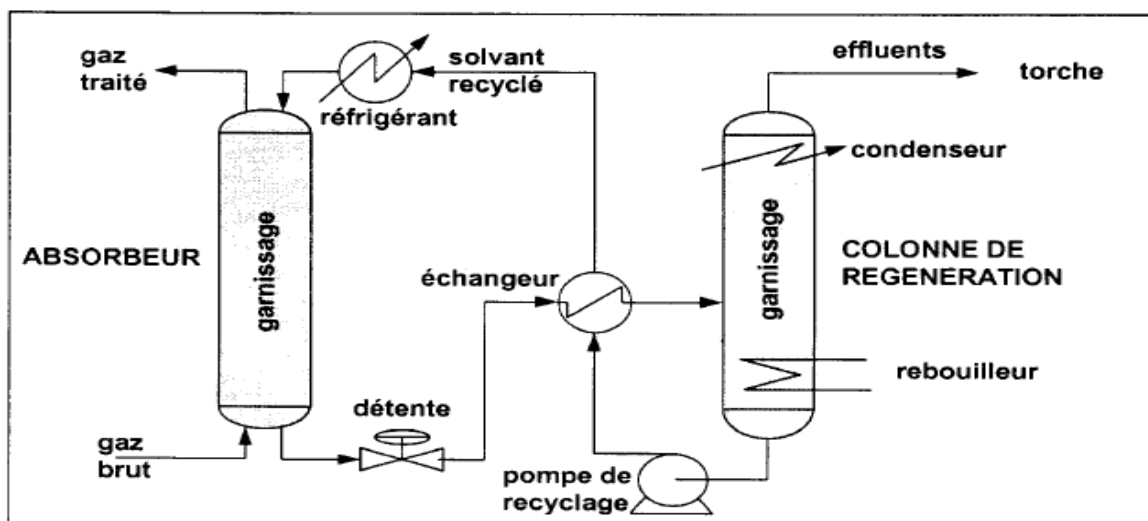 gaz
traité
solvant
recyclé
réfrigérant
effluents
torche
condenseur
garnissage
ABSORBEUR
garnissage
COLONNE DE
REGENERATION
échangeur
rebouilleur
détente
gaz
brut
pompe de
recyclage